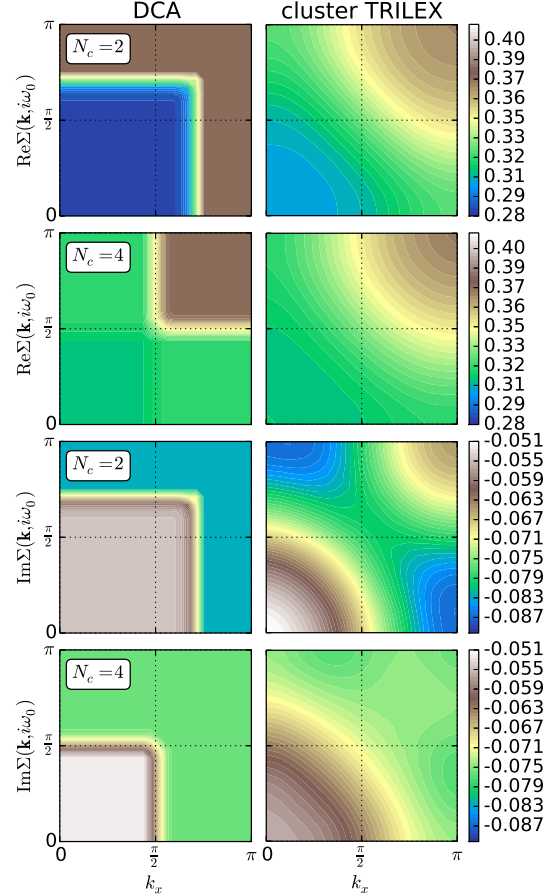 DCA cluster TRILEX
π
N_c = 2
π/2
0
ReΣ(k, iω₀)
0.40
0.39
0.37
0.36
0.35
0.33
0.32
0.31
0.29
0.28
π
N_c = 4
π/2
0
ReΣ(k, iω₀)
0.40
0.39
0.37
0.36
0.35
0.33
0.32
0.31
0.29
0.28
π
N_c = 2
π/2
0
ImΣ(k, iω₀)
-0.051
-0.055
-0.059
-0.063
-0.067
-0.071
-0.075
-0.079
-0.083
-0.087
π
N_c = 4
π/2
0
ImΣ(k, iω₀)
-0.051
-0.055
-0.059
-0.063
-0.067
-0.071
-0.075
-0.079
-0.083
-0.087
0 π/2 π 0 π/2 π
k_x k_x